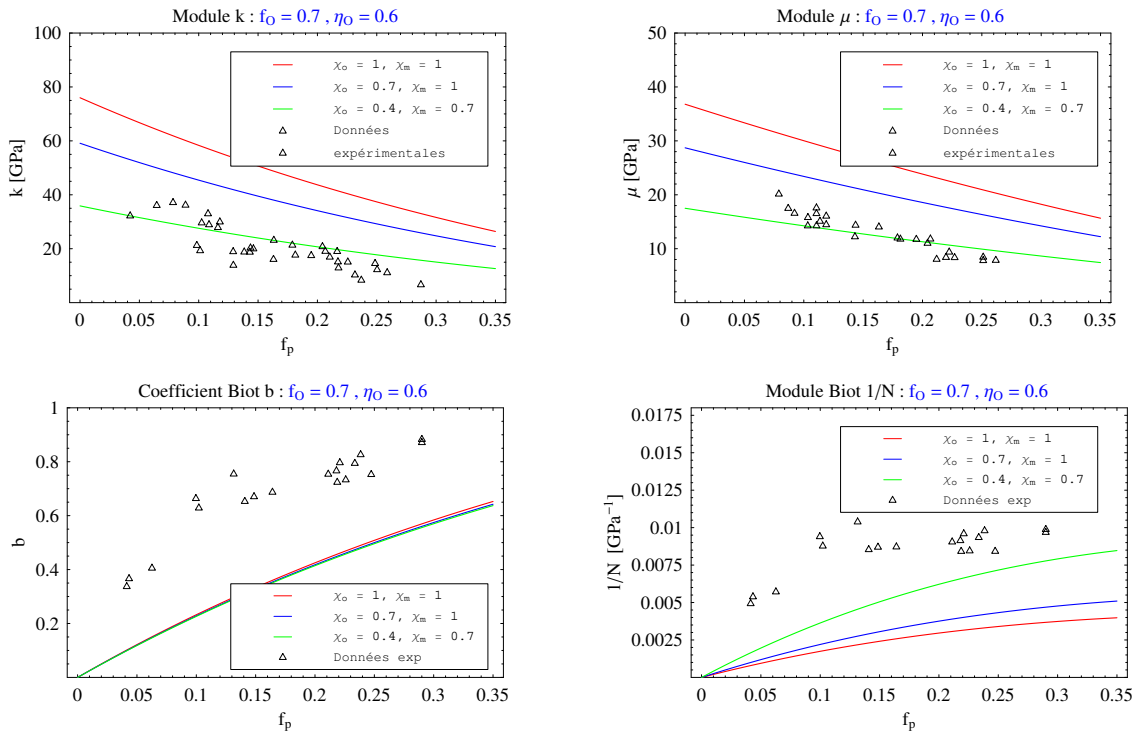 Module k : f_O = 0.7 , η_O = 0.6
100
80
60
40
20
k [GPa]
χ_o = 1, χ_m = 1
χ_o = 0.7, χ_m = 1
χ_o = 0.4, χ_m = 0.7
Données
expérimentales
0 0.05 0.1 0.15 0.2 0.25 0.3 0.35
f_p
Module μ : f_O = 0.7 , η_O = 0.6
50
40
30
20
10
μ [GPa]
χ_o = 1, χ_m = 1
χ_o = 0.7, χ_m = 1
χ_o = 0.4, χ_m = 0.7
Données
expérimentales
0 0.05 0.1 0.15 0.2 0.25 0.3 0.35
f_p
Coefficient Biot b : f_O = 0.7 , η_O = 0.6
1
0.8
0.6
0.4
0.2
b
χ_o = 1, χ_m = 1
χ_o = 0.7, χ_m = 1
χ_o = 0.4, χ_m = 0.7
Données exp
0 0.05 0.1 0.15 0.2 0.25 0.3 0.35
f_p
Module Biot 1/N : f_O = 0.7 , η_O = 0.6
0.0175
0.015
0.0125
0.01
0.0075
0.005
0.0025
1/N [GPa⁻¹]
χ_o = 1, χ_m = 1
χ_o = 0.7, χ_m = 1
χ_o = 0.4, χ_m = 0.7
Données exp
0 0.05 0.1 0.15 0.2 0.25 0.3 0.35
f_p